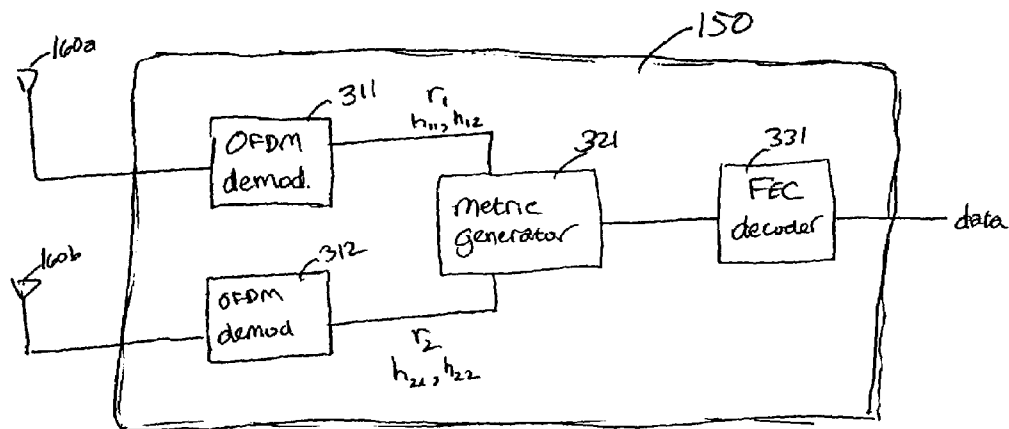 150
160a
311
r₁
h₁₁, h₁₂
OFDM
demod.
321
331
metric
generator
FEC
decoder
data
160b
312
OFDM
demod
r₂
h₂₁, h₂₂